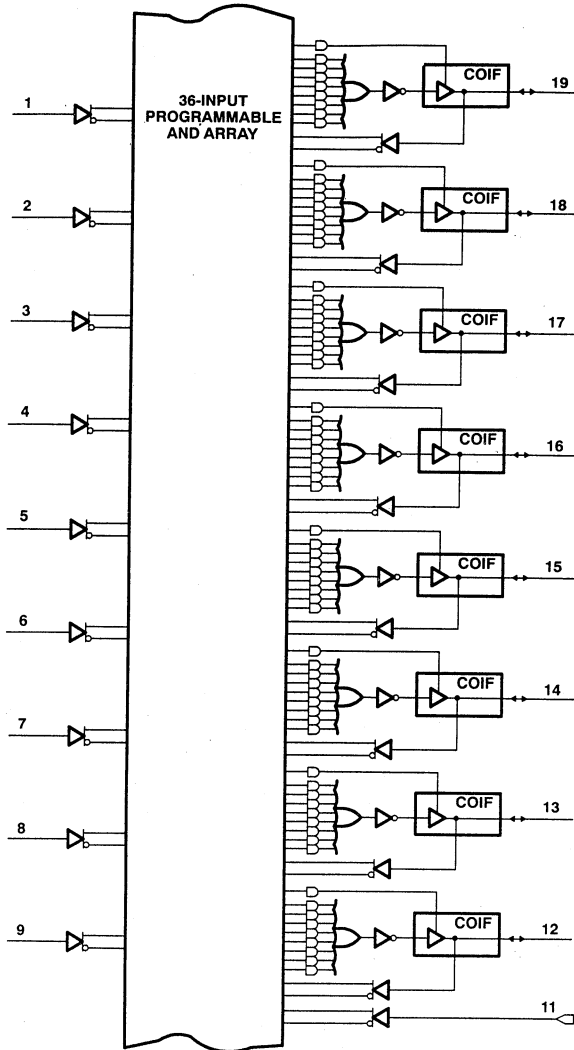 COIF
19
1
36-INPUT
PROGRAMMABLE
AND ARRAY
2
COIF
18
3
COIF
17
4
COIF
16
5
COIF
15
6
COIF
14
7
COIF
13
8
COIF
12
9
11